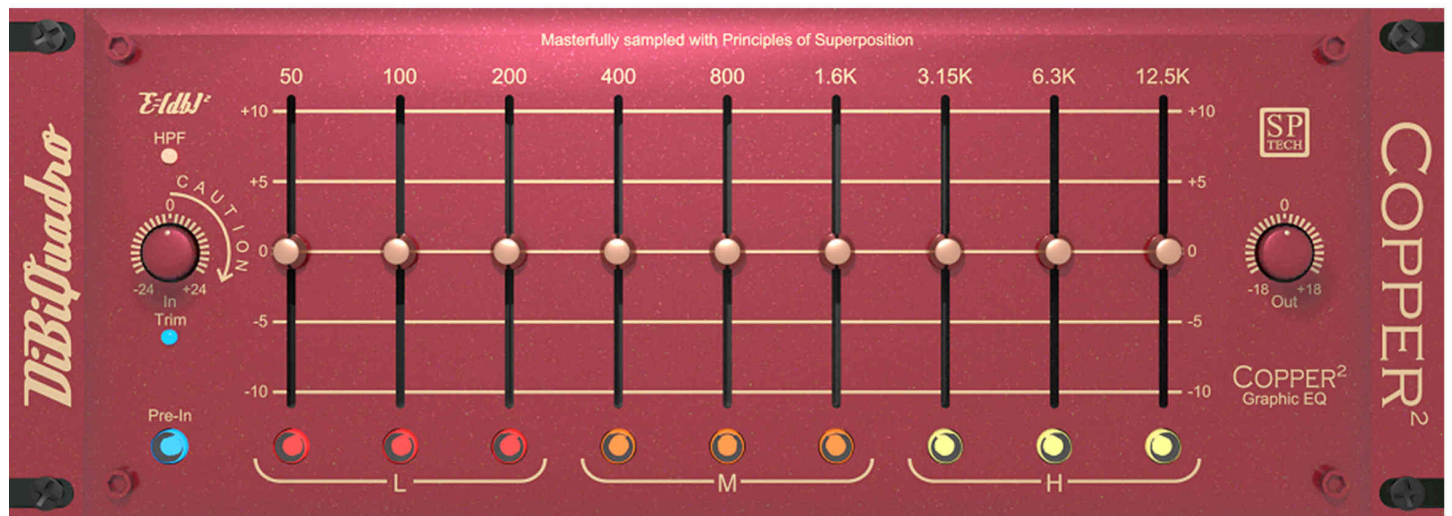 Masterfully sampled with Principles of Superposition
50 100 200 400 800 1.6K 3.15K 6.3K 12.5K
+10 +10
+5 +5
0 0
-5 -5
-10 -10
DiBiQuadro
E=[db]²
HPF
CAUTION
0
-24 +24
In
Trim
Pre-In
L M H
SP
TECH
0
-18 +18
Out
COPPER²
Graphic EQ
COPPER²